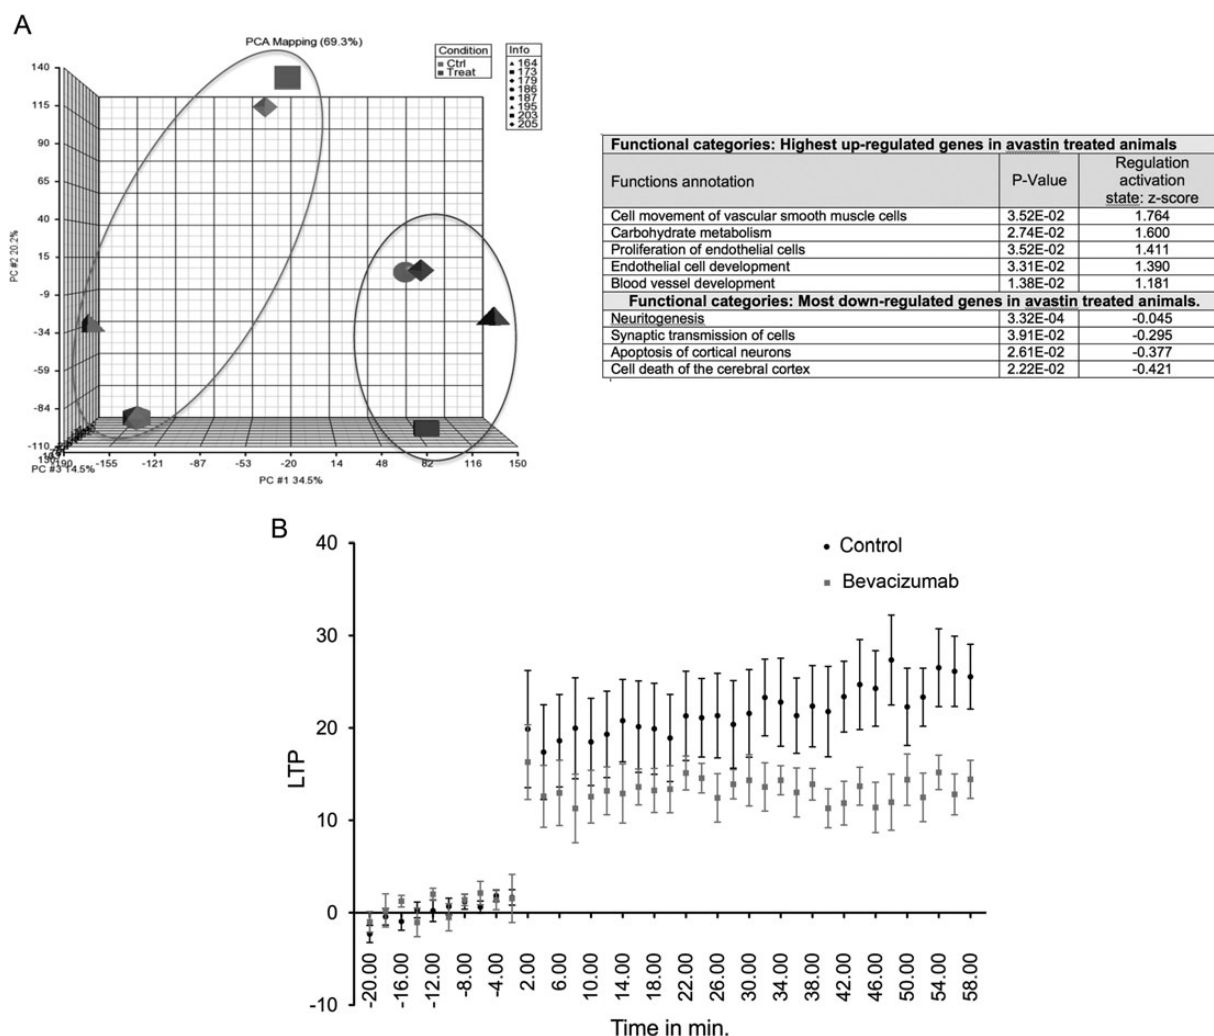 A
PCA Mapping (69.3%)
Condition
Ctrl
Treat
Info
164
173
179
186
187
195
203
205
140
115
90
65
40
15
-9
-34
-59
-84
-110
PC #2 20.2%
-190 -155 -121 -87 -53 -20 14 48 82 116 150
PC #3 14.5%
PC #1 34.5%
Functional categories: Highest up-regulated genes in avastin treated animals
Functions annotation P-Value Regulation activation state: z-score
Cell movement of vascular smooth muscle cells 3.52E-02 1.764
Carbohydrate metabolism 2.74E-02 1.600
Proliferation of endothelial cells 3.52E-02 1.411
Endothelial cell development 3.31E-02 1.390
Blood vessel development 1.38E-02 1.181
Functional categories: Most down-regulated genes in avastin treated animals.
Neuritogenesis 3.32E-04 -0.045
Synaptic transmission of cells 3.91E-02 -0.295
Apoptosis of cortical neurons 2.61E-02 -0.377
Cell death of the cerebral cortex 2.22E-02 -0.421
B
40
30
20
10
0
-10
LTP
Control
Bevacizumab
-20.00 -16.00 -12.00 -8.00 -4.00 2.00 6.00 10.00 14.00 18.00 22.00 26.00 30.00 34.00 38.00 42.00 46.00 50.00 54.00 58.00
Time in min.